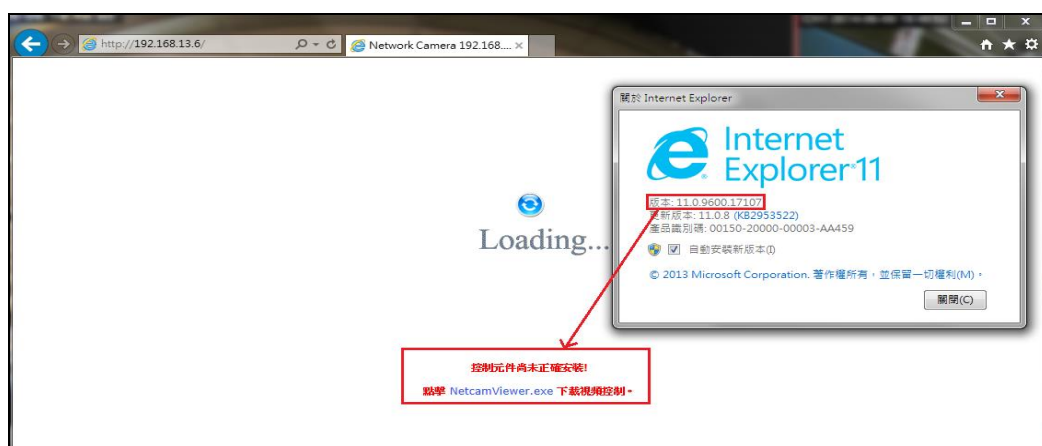 http://192.168.13.6/
Network Camera 192.168....
關於 Internet Explorer
Internet
Explorer®11
版本: 11.0.9600.17107
更新版本: 11.0.8 (KB2953522)
產品識別碼: 00150-20000-00003-AA459
自動安裝新版本(I)
© 2013 Microsoft Corporation. 著作權所有，並保留一切權利(M)。
關閉(C)
Loading...
控制元件尚未正確安裝!
點擊 NetcamViewer.exe 下載視頻控制。